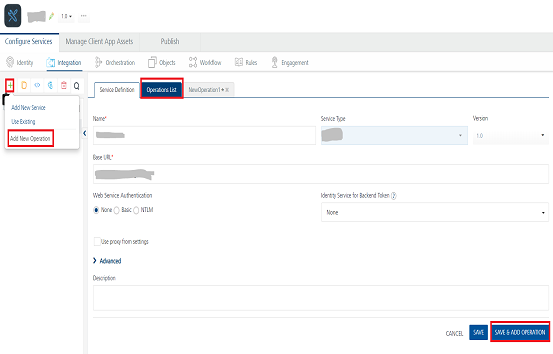 1.0
Configure Services Manage Client App Assets Publish
Identity Integration Orchestration Objects Workflow Rules Engagement
Add New Service
Use Existing
Add New Operation
Service Definition Operations List NewOperation1
Name* Service Type Version
1.0
Base URL*
Web Service Authentication Identity Service for Backend Token
None Basic NTLM None
Use proxy from settings
Advanced
Description
CANCEL SAVE SAVE & ADD OPERATION